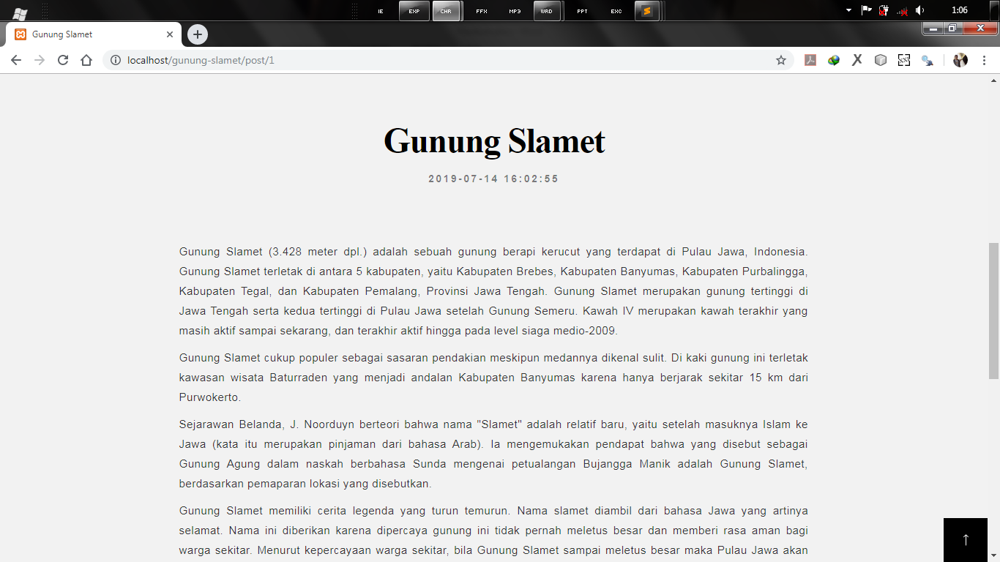 IE EXP CHR FFX MP3 WRD PPT EXC 1:06
Gunung Slamet
localhost/gunung-slamet/post/1
Gunung Slamet
2019-07-14 16:02:55
Gunung Slamet (3.428 meter dpl.) adalah sebuah gunung berapi kerucut yang terdapat di Pulau Jawa, Indonesia.
Gunung Slamet terletak di antara 5 kabupaten, yaitu Kabupaten Brebes, Kabupaten Banyumas, Kabupaten Purbalingga,
Kabupaten Tegal, dan Kabupaten Pemalang, Provinsi Jawa Tengah. Gunung Slamet merupakan gunung tertinggi di
Jawa Tengah serta kedua tertinggi di Pulau Jawa setelah Gunung Semeru. Kawah IV merupakan kawah terakhir yang
masih aktif sampai sekarang, dan terakhir aktif hingga pada level siaga medio-2009.
Gunung Slamet cukup populer sebagai sasaran pendakian meskipun medannya dikenal sulit. Di kaki gunung ini terletak
kawasan wisata Baturraden yang menjadi andalan Kabupaten Banyumas karena hanya berjarak sekitar 15 km dari
Purwokerto.
Sejarawan Belanda, J. Noorduyn berteori bahwa nama "Slamet" adalah relatif baru, yaitu setelah masuknya Islam ke
Jawa (kata itu merupakan pinjaman dari bahasa Arab). Ia mengemukakan pendapat bahwa yang disebut sebagai
Gunung Agung dalam naskah berbahasa Sunda mengenai petualangan Bujangga Manik adalah Gunung Slamet,
berdasarkan pemaparan lokasi yang disebutkan.
Gunung Slamet memiliki cerita legenda yang turun temurun. Nama slamet diambil dari bahasa Jawa yang artinya
selamat. Nama ini diberikan karena dipercaya gunung ini tidak pernah meletus besar dan memberi rasa aman bagi
warga sekitar. Menurut kepercayaan warga sekitar, bila Gunung Slamet sampai meletus besar maka Pulau Jawa akan